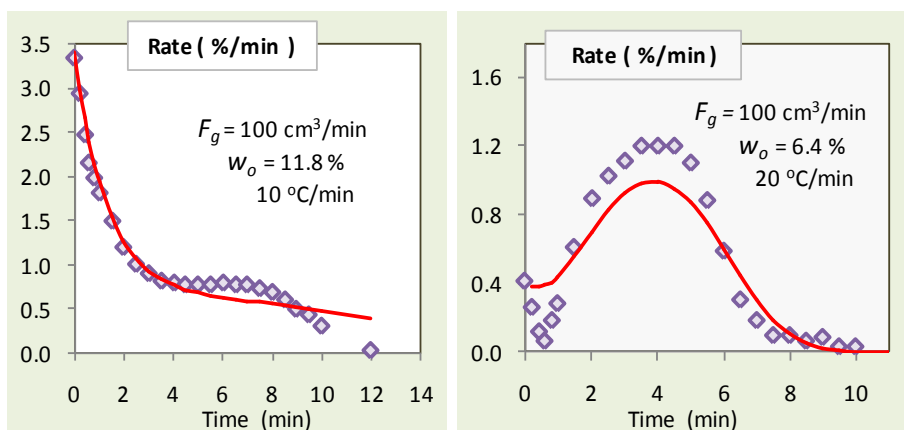 Rate ( %/min )
3.5
3.0
2.5
2.0
1.5
1.0
0.5
0.0
F_g = 100 cm³/min
w_o = 11.8 %
10 °C/min
0 2 4 6 8 10 12 14
Time (min)
Rate ( %/min )
1.6
1.2
0.8
0.4
0.0
F_g = 100 cm³/min
w_o = 6.4 %
20 °C/min
0 2 4 6 8 10
Time (min)